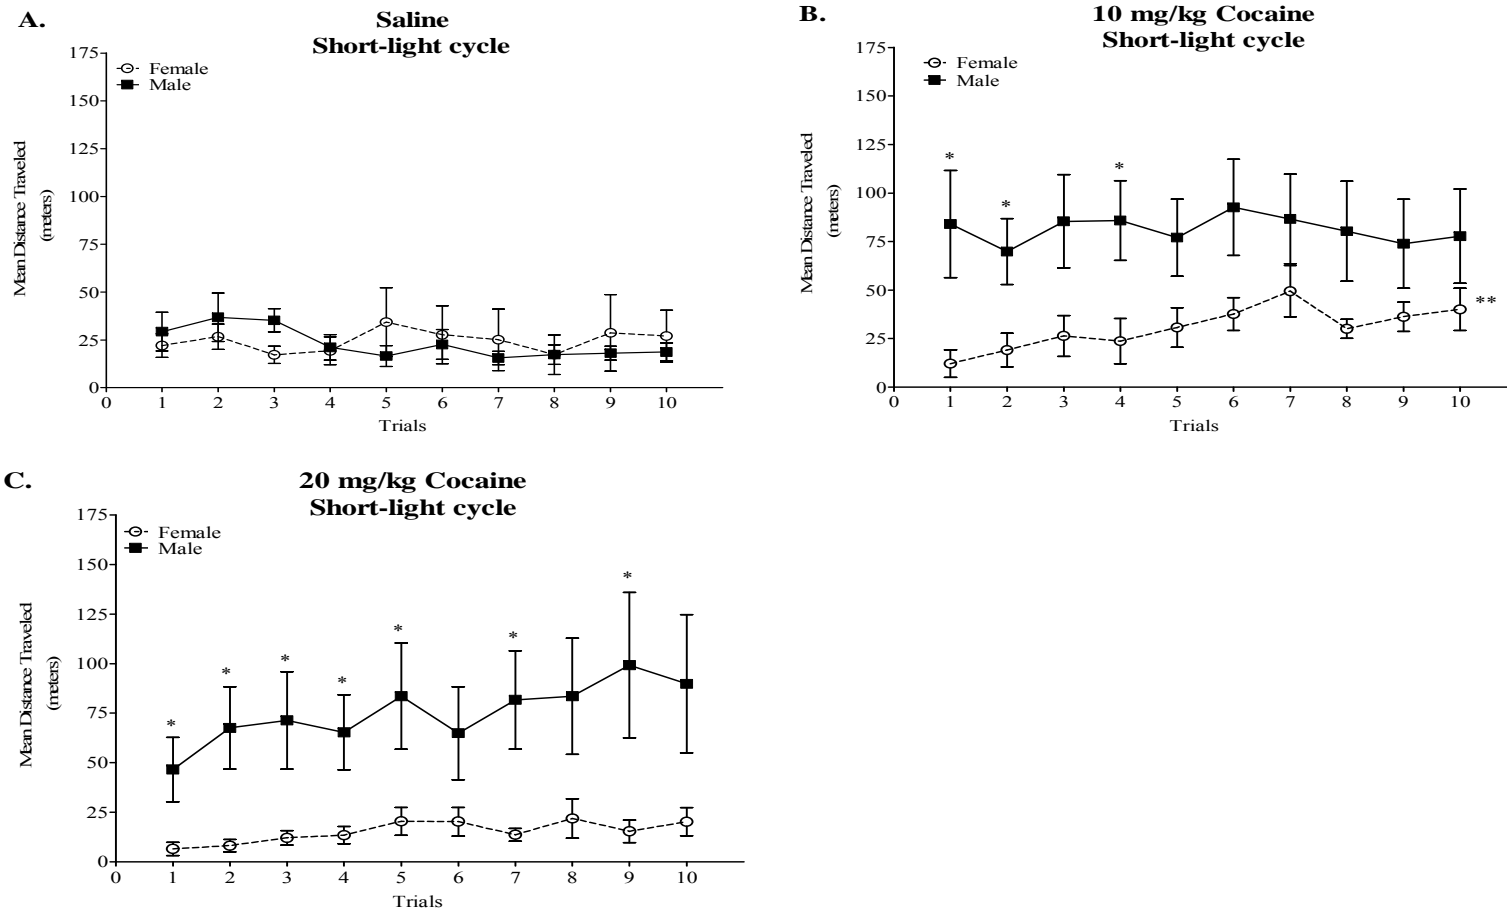 A.
Saline
Short-light cycle
Female
Male
175
150
125
100
75
50
25
0
Mean Distance Traveled
(meters)
0 1 2 3 4 5 6 7 8 9 10
Trials
B.
10 mg/kg Cocaine
Short-light cycle
Female
Male
175
150
125
100
75
50
25
0
Mean Distance Traveled
(meters)
* * *
**
0 1 2 3 4 5 6 7 8 9 10
Trials
C.
20 mg/kg Cocaine
Short-light cycle
Female
Male
175
150
125
100
75
50
25
0
Mean Distance Traveled
(meters)
* * * * * * *
0 1 2 3 4 5 6 7 8 9 10
Trials